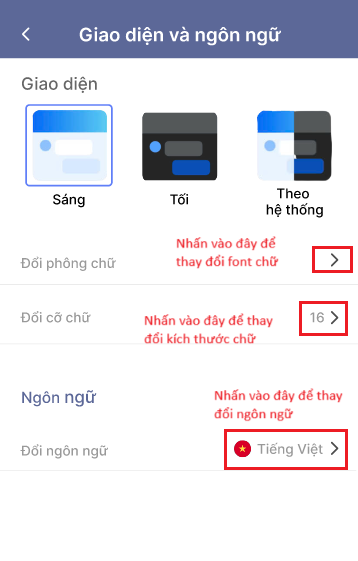 Giao diện và ngôn ngữ
Giao diện
Sáng
Tối
Theo
hệ thống
Nhấn vào đây để
thay đổi font chữ
Đổi phông chữ
Đổi cỡ chữ
Nhấn vào đây để thay
đổi kích thước chữ
16
Ngôn ngữ
Nhấn vào đây để thay
đổi ngôn ngữ
Đổi ngôn ngữ
Tiếng Việt